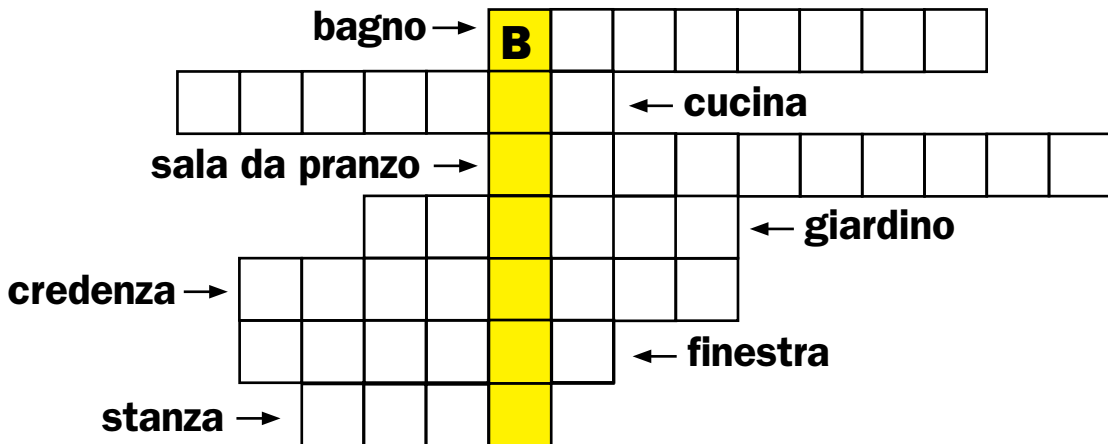 bagno → B
← cucina
sala da pranzo →
← giardino
credenza →
← finestra
stanza →